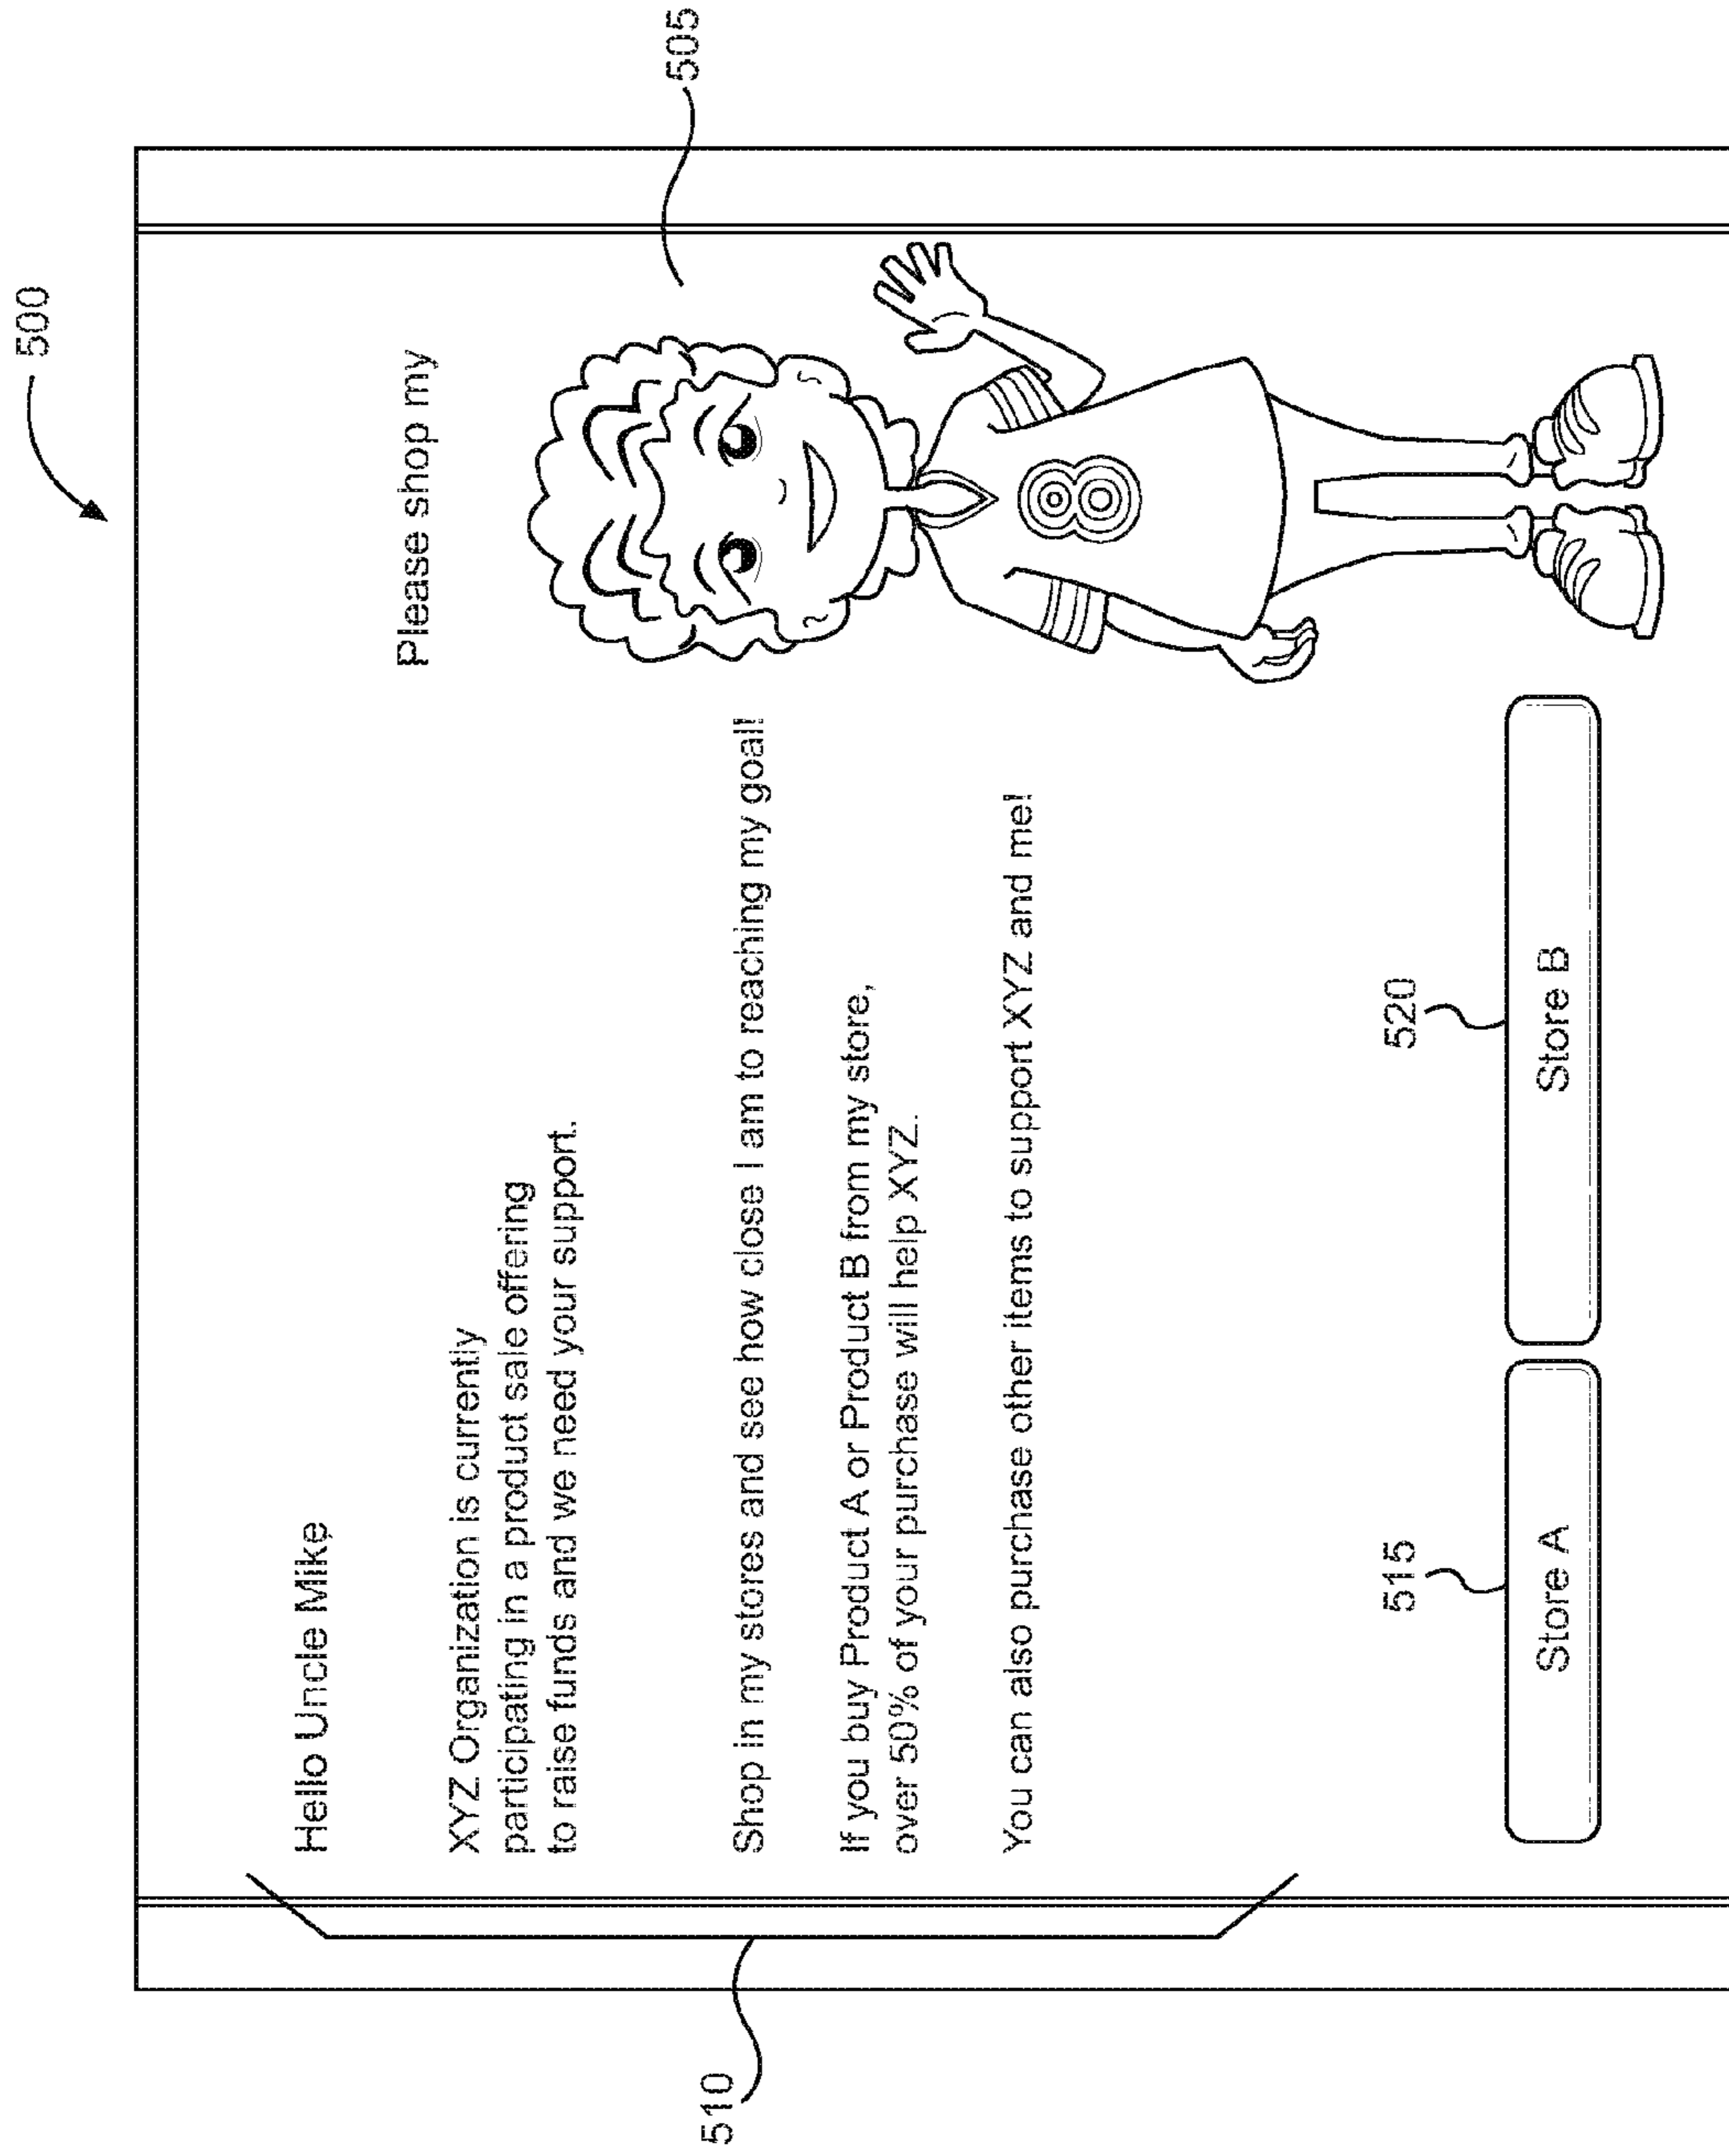 500
505
Please shop my
Hello Uncle Mike
XYZ Organization is currently
participating in a product sale offering
to raise funds and we need your support.
510
Shop in my stores and see how close I am to reaching my goal!
If you buy Product A or Product B from my store,
over 50% of your purchase will help XYZ.
You can also purchase other items to support XYZ and me!
8
515
520
Store A
Store B